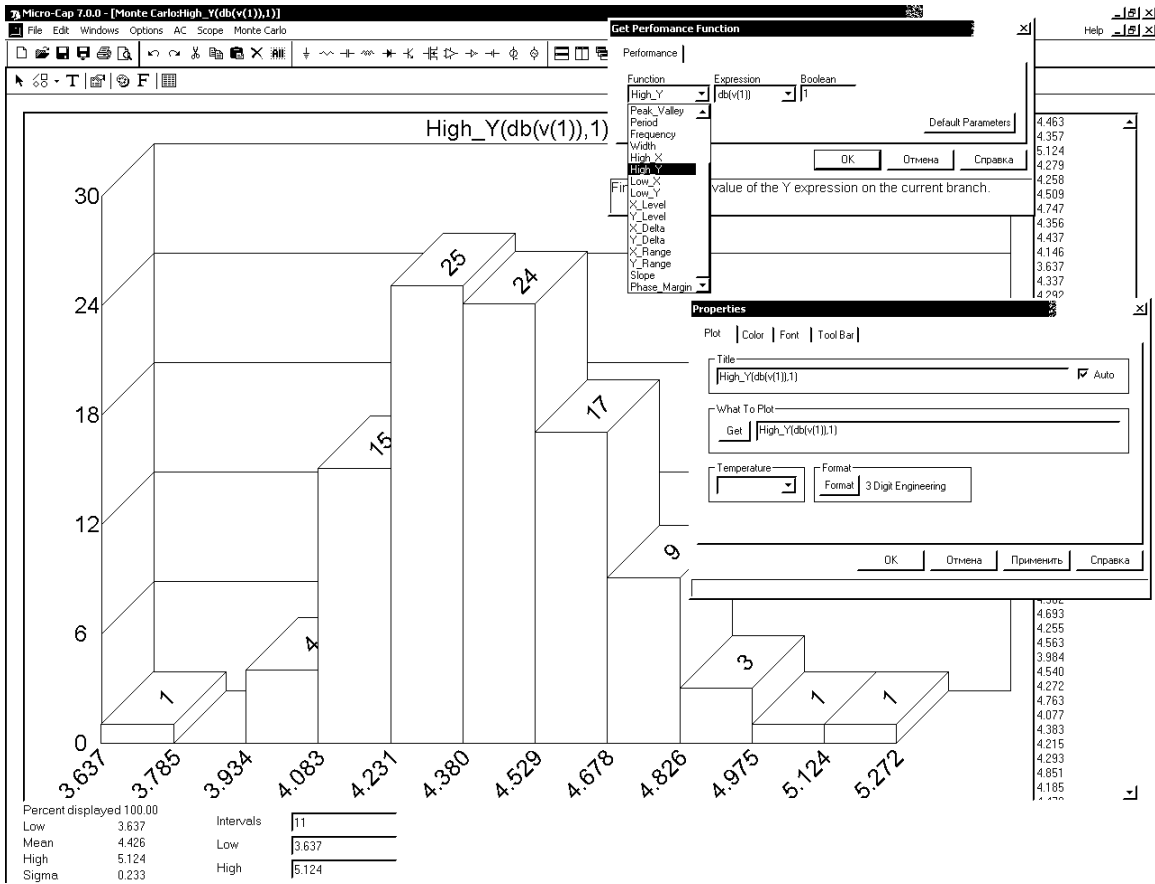 Micro-Cap 7.0.0 - [Monte Carlo:High_Y(db(v(1)),1)]
File Edit Windows Options AC Scope Monte Carlo
Help
T F
High_Y(db(v(1)),1)
30
24
18
12
6
0
1
4
15
25
24
17
9
3
1
1
3.637
3.785
3.934
4.083
4.231
4.380
4.529
4.678
4.826
4.975
5.124
5.272
Percent displayed 100.00
Low 3.637
Mean 4.426
High 5.124
Sigma 0.233
Intervals 11
Low 3.637
High 5.124
Get Perfomance Function
Performance
Function Expression Boolean
High_Y db(v(1)) 1
Peak_Valley
Period
Frequency
Width
High_X
High_Y
Low_X
Low_Y
X_Level
Y_Level
X_Delta
Y_Delta
X_Range
Y_Range
Slope
Phase_Margin
Default Parameters
OK Отмена Справка
value of the Y expression on the current branch.
4.463
4.357
5.124
4.279
4.258
4.509
4.747
4.356
4.437
4.146
3.637
4.337
4.292
Properties
Plot Color Font Tool Bar
Title
High_Y(db(v(1)),1) Auto
What To Plot
Get High_Y(db(v(1)),1)
Temperature
Format
Format 3 Digit Engineering
OK Отмена Применить Справка
4.693
4.255
4.563
3.984
4.540
4.272
4.763
4.077
4.383
4.215
4.293
4.851
4.185